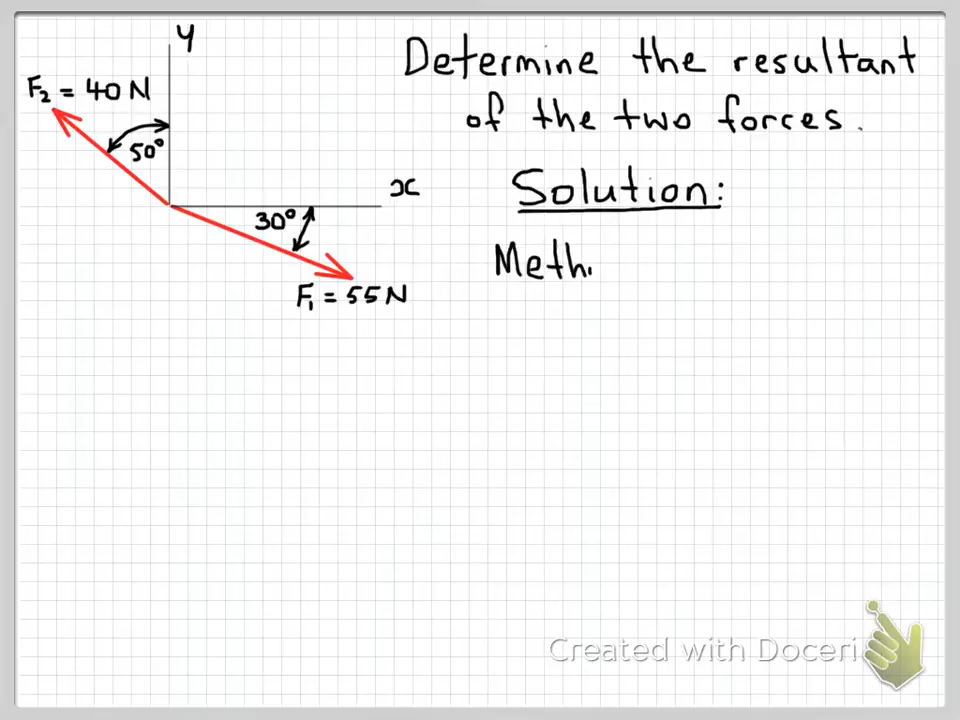 y
F₂ = 40 N
50°
x
30°
F₁ = 55 N
Determine the resultant
of the two forces.
Solution:
Meth
Created with Doceri